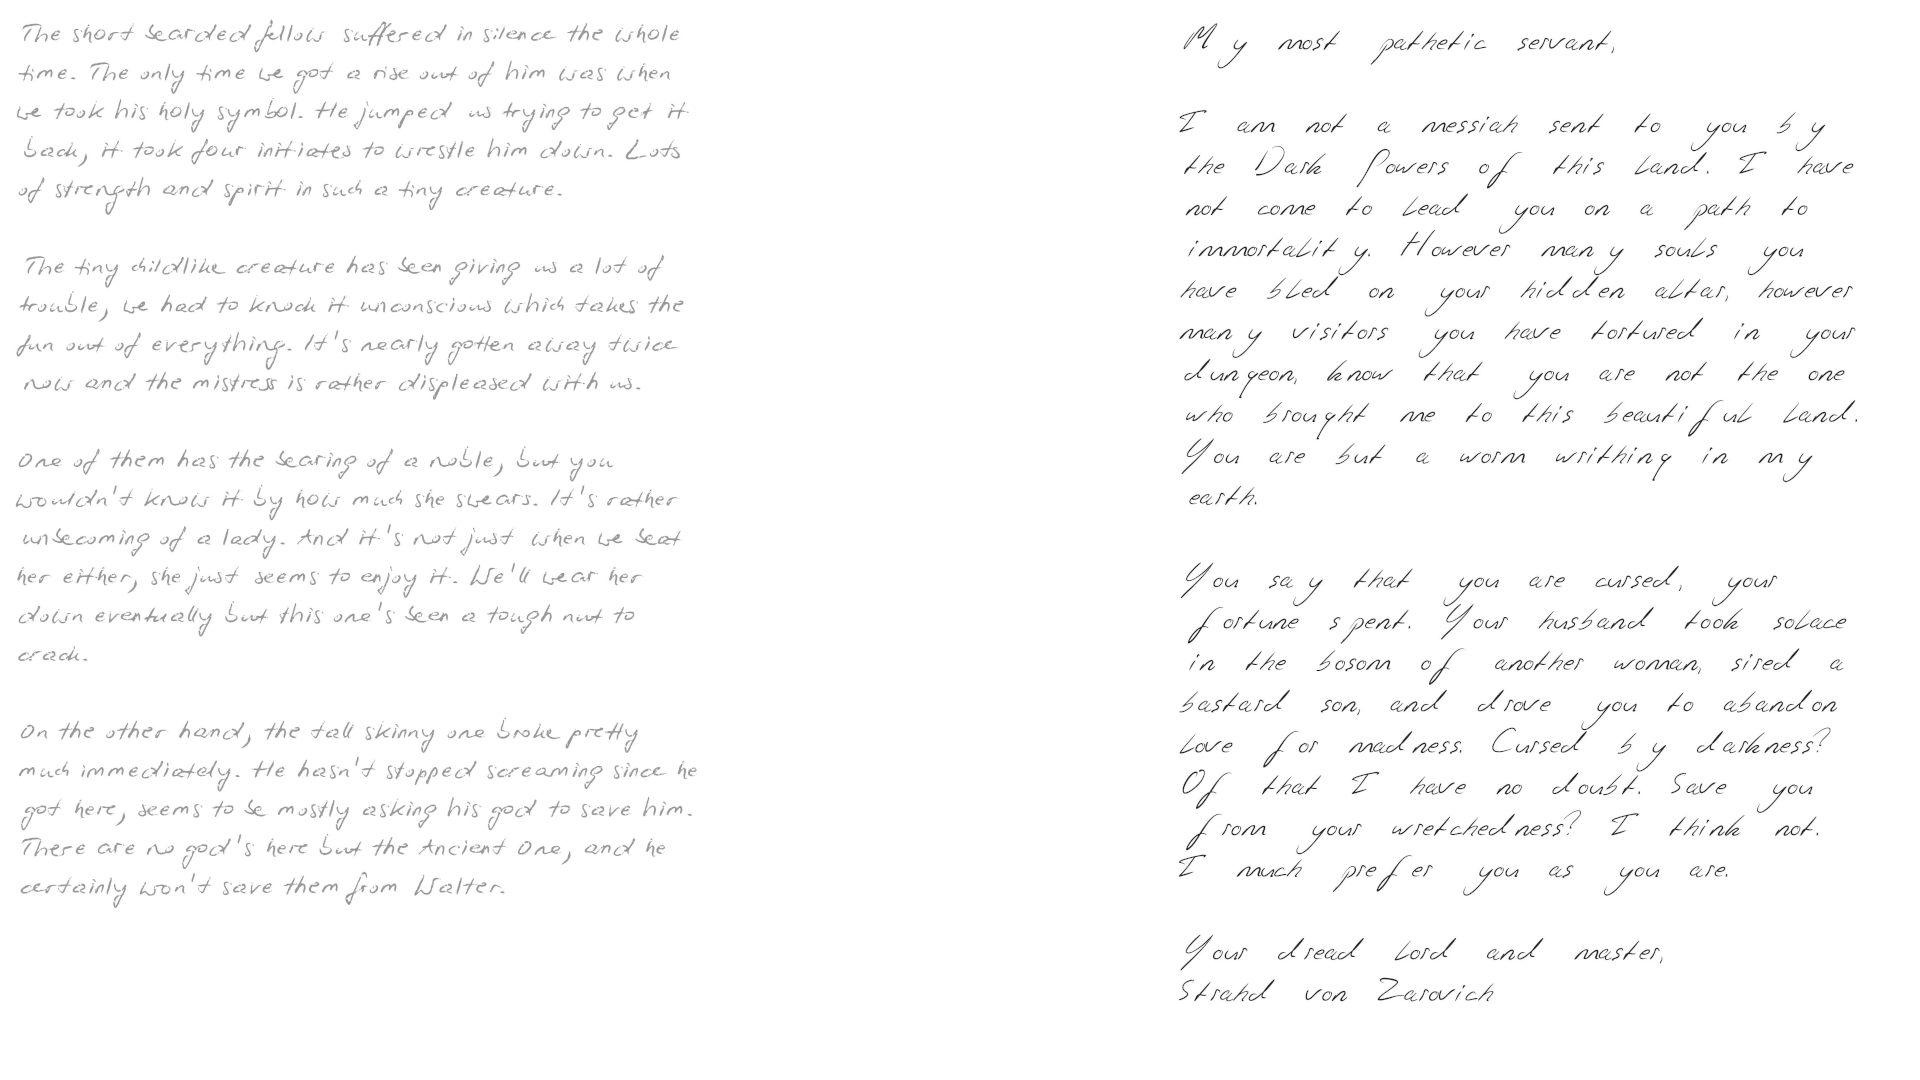 The short bearded fellow suffered in silence the whole
time. The only time we got a rise out of him was when
we took his holy symbol. He jumped us trying to get it
back, it took four initiates to wrestle him down. Lots
of strength and spirit in such a tiny creature.
The tiny childlike creature has been giving us a lot of
trouble, we had to knock it unconscious which takes the
fun out of everything. It's nearly gotten away twice
now and the mistress is rather displeased with us.
One of them has the bearing of a noble, but you
wouldn't know it by how much she swears. It's rather
unbecoming of a lady. And it's not just when we beat
her either, she just seems to enjoy it. We'll wear her
down eventually but this one's been a tough nut to
crack.
On the other hand, the tall skinny one broke pretty
much immediately. He hasn't stopped screaming since he
got here, seems to be mostly asking his god to save him.
There are no god's here but the Ancient One, and he
certainly won't save them from Walter.
My most pathetic servant,
I am not a messiah sent to you by
the Dark Powers of this land. I have
not come to lead you on a path to
immortality. However many souls you
have bled on your hidden altar, however
many visitors you have tortured in your
dungeon, know that you are not the one
who brought me to this beautiful land.
You are but a worm writhing in my
earth.
You say that you are cursed, your
fortune spent. Your husband took solace
in the bosom of another woman, sired a
bastard son, and drove you to abandon
love for madness. Cursed by darkness?
Of that I have no doubt. Save you
from your wretchedness? I think not.
I much prefer you as you are.
Your dread lord and master,
Strahd von Zarovich